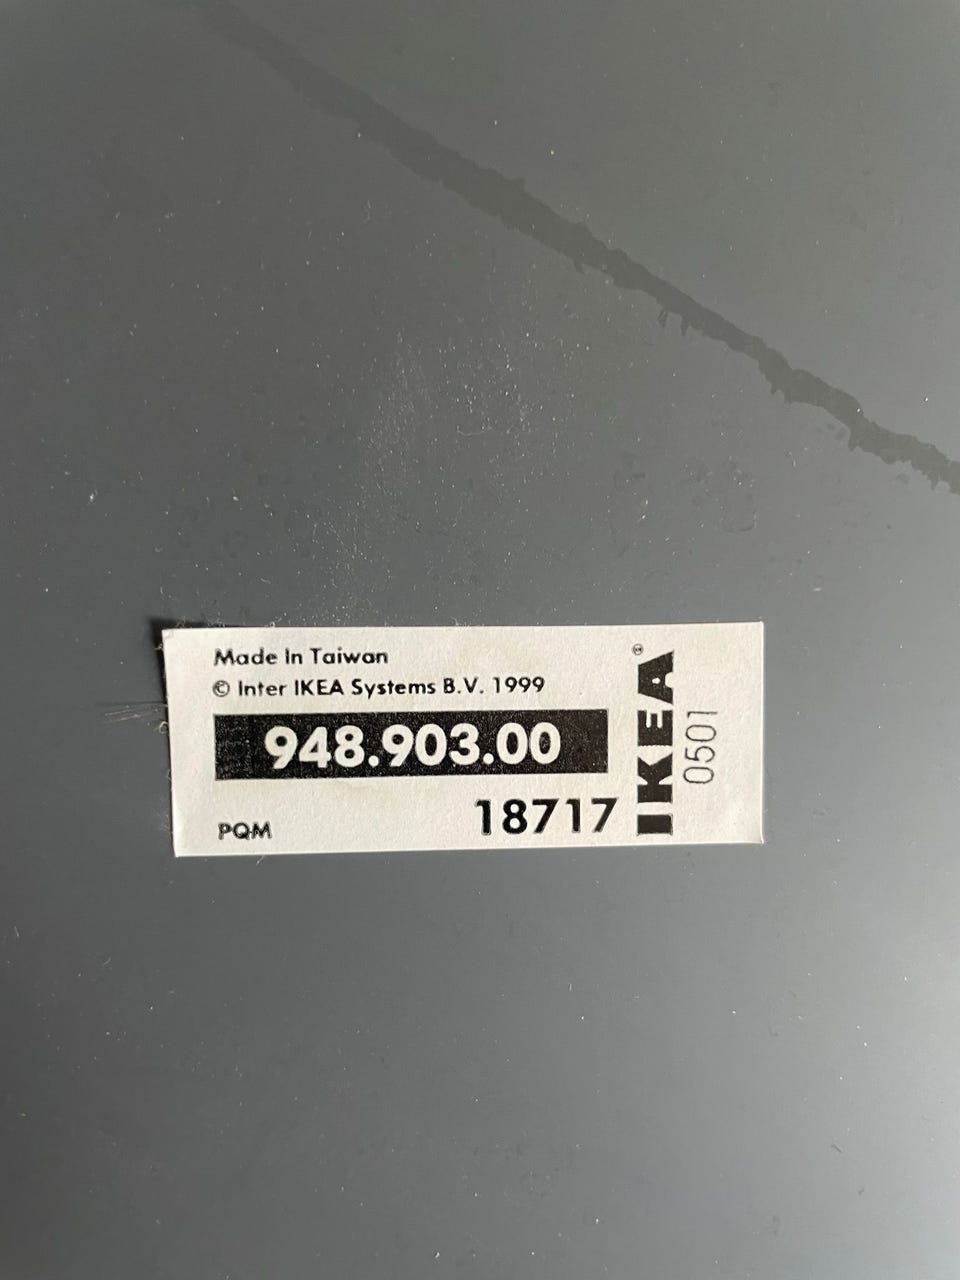 Made In Taiwan
© Inter IKEA Systems B.V. 1999
948.903.00
PQM
18717
IKEA®
0501